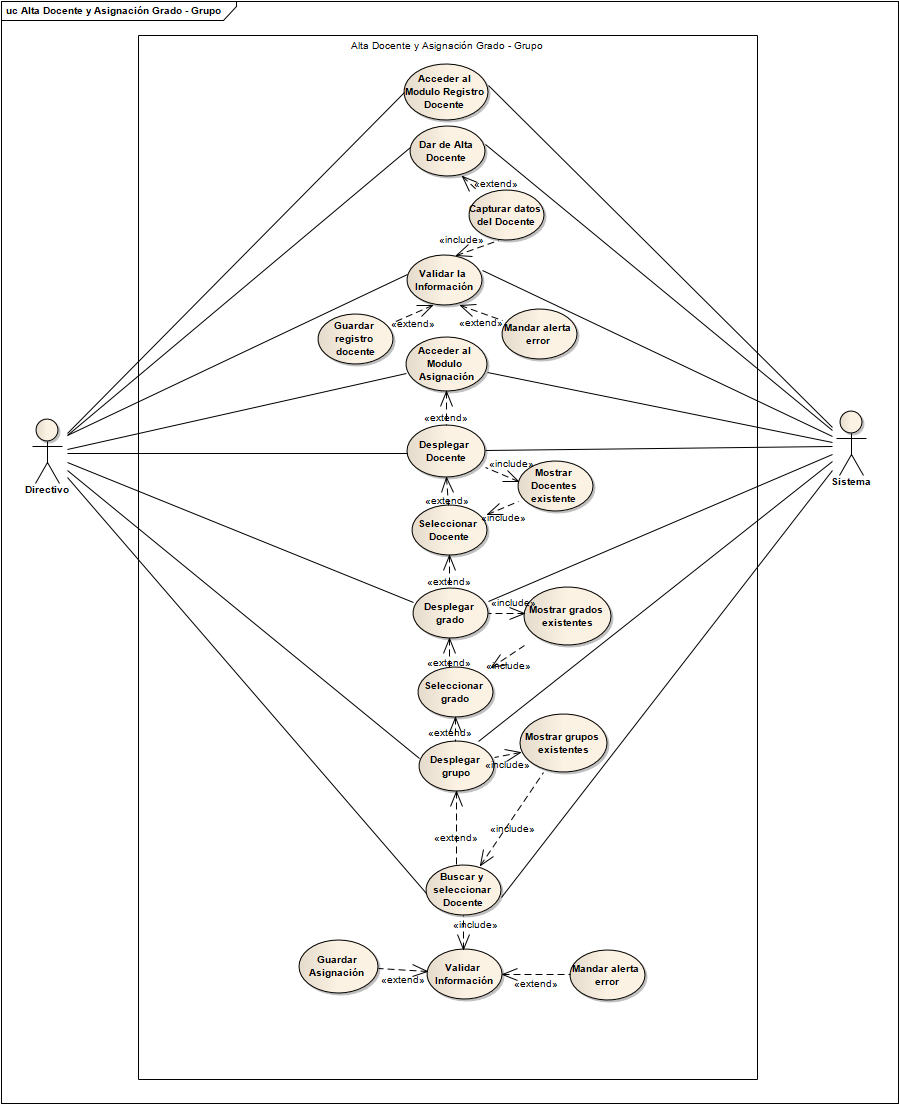 uc Alta Docente y Asignación Grado - Grupo
Alta Docente y Asignación Grado - Grupo
Acceder al
Modulo Registro
Docente
Dar de Alta
Docente
«extend»
Capturar datos
del Docente
«include»
Validar la
Información
«extend»
«extend»
Guardar
registro
docente
Mandar alerta
error
Acceder al
Modulo
Asignación
«extend»
Directivo
Sistema
Desplegar
Docente
«include»
Mostrar
Docentes
existente
«extend»
«include»
Seleccionar
Docente
«extend»
Desplegar
grado
«include»
Mostrar grados
existentes
«extend»
«include»
Seleccionar
grado
«extend»
Desplegar
grupo
«include»
Mostrar grupos
existentes
«extend»
«include»
Buscar y
seleccionar
Docente
«include»
Guardar
Asignación
«extend»
Validar
Información
«extend»
Mandar alerta
error